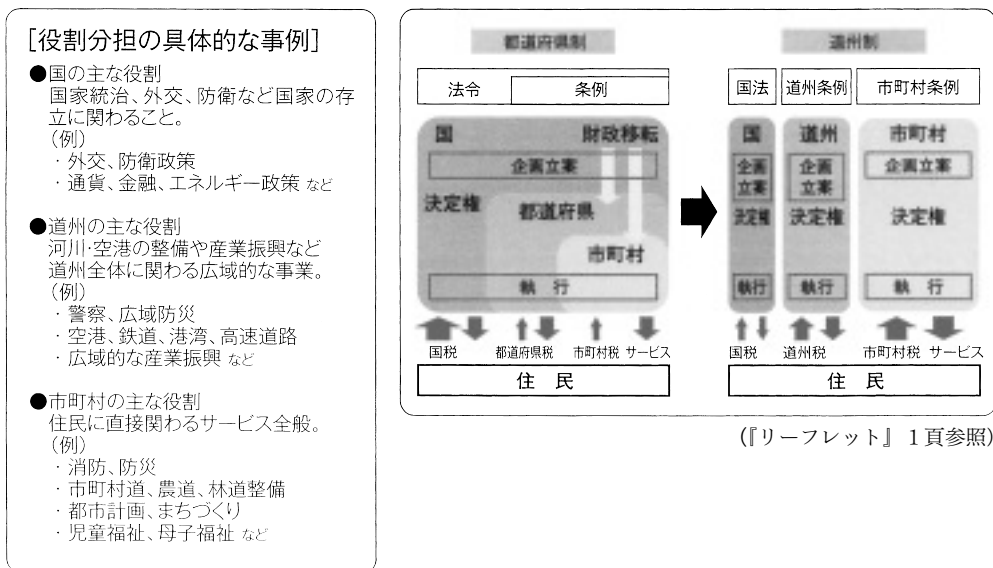 [役割分担の具体的な事例]
●国の主な役割
国家統治、外交、防衛など国家の存
立に関わること。
(例)
・外交、防衛政策
・通貨、金融、エネルギー政策 など
●道州の主な役割
河川・空港の整備や産業振興など
道州全体に関わる広域的な事業。
(例)
・警察、広域防災
・空港、鉄道、港湾、高速道路
・広域的な産業振興 など
●市町村の主な役割
住民に直接関わるサービス全般。
(例)
・消防、防災
・市町村道、農道、林道整備
・都市計画、まちづくり
・児童福祉、母子福祉 など
都道府県制
法令 条例
国 財政移転
企画立案
決定権 都道府県
市町村
執 行
国税 都道府県税 市町村税 サービス
住 民
道州制
国法 道州条例 市町村条例
国 道州 市町村
企画立案 企画立案 企画立案
決定権 決定権 決定権
執行 執行 執 行
国税 道州税 市町村税 サービス
住 民
(『リーフレット』1頁参照)